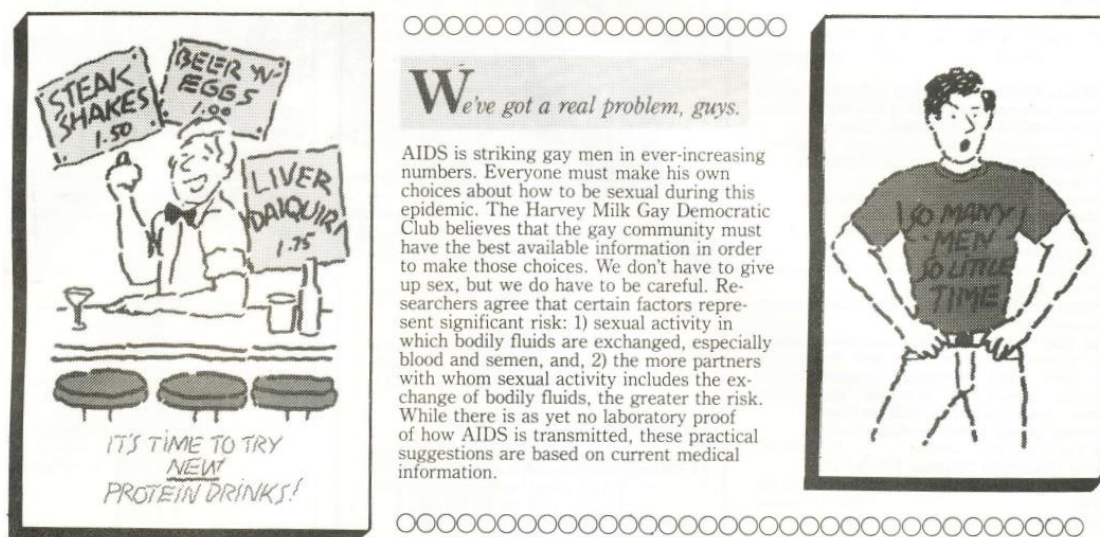 STEAK
SHAKES
1.50
BEER 'N-
EGGS
1.00
LIVER
DAIQUIRI
1.75
IT'S TIME TO TRY
NEW
PROTEIN DRINKS!
We've got a real problem, guys.
AIDS is striking gay men in ever-increasing
numbers. Everyone must make his own
choices about how to be sexual during this
epidemic. The Harvey Milk Gay Democratic
Club believes that the gay community must
have the best available information in order
to make those choices. We don't have to give
up sex, but we do have to be careful. Re-
searchers agree that certain factors repre-
sent significant risk: 1) sexual activity in
which bodily fluids are exchanged, especially
blood and semen, and, 2) the more partners
with whom sexual activity includes the ex-
change of bodily fluids, the greater the risk.
While there is as yet no laboratory proof
of how AIDS is transmitted, these practical
suggestions are based on current medical
information.
SO MANY
MEN
SO LITTLE
TIME